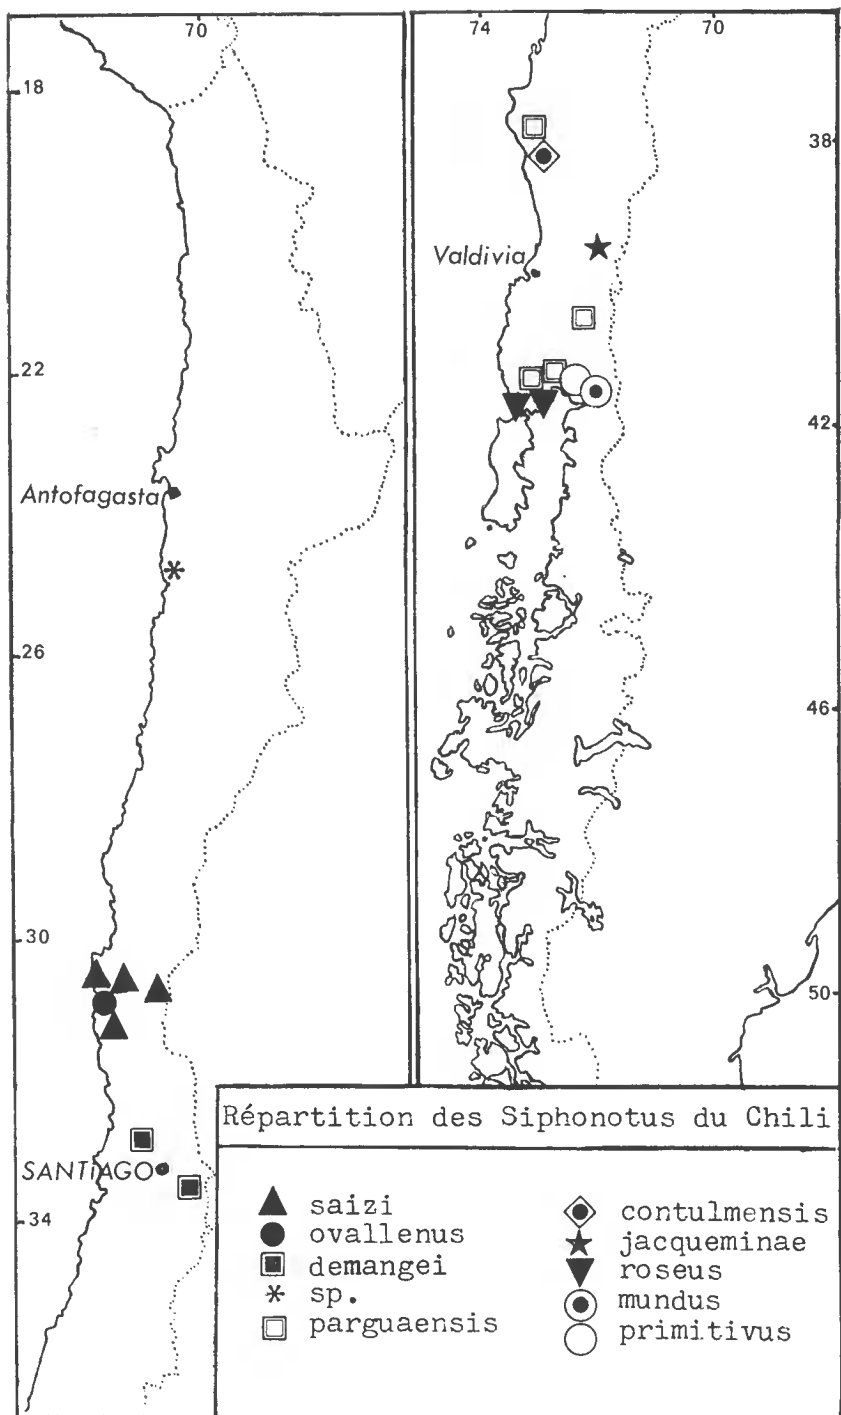 70
18
22
Antofagasta
26
30
SANTiAGO
34
74 70
38
Valdivia
42
46
50
Répartition des Siphonotus du Chili
saizi
ovallenus
demangei
sp.
parguaensis
contulmensis
jacqueminae
roseus
mundus
primitivus